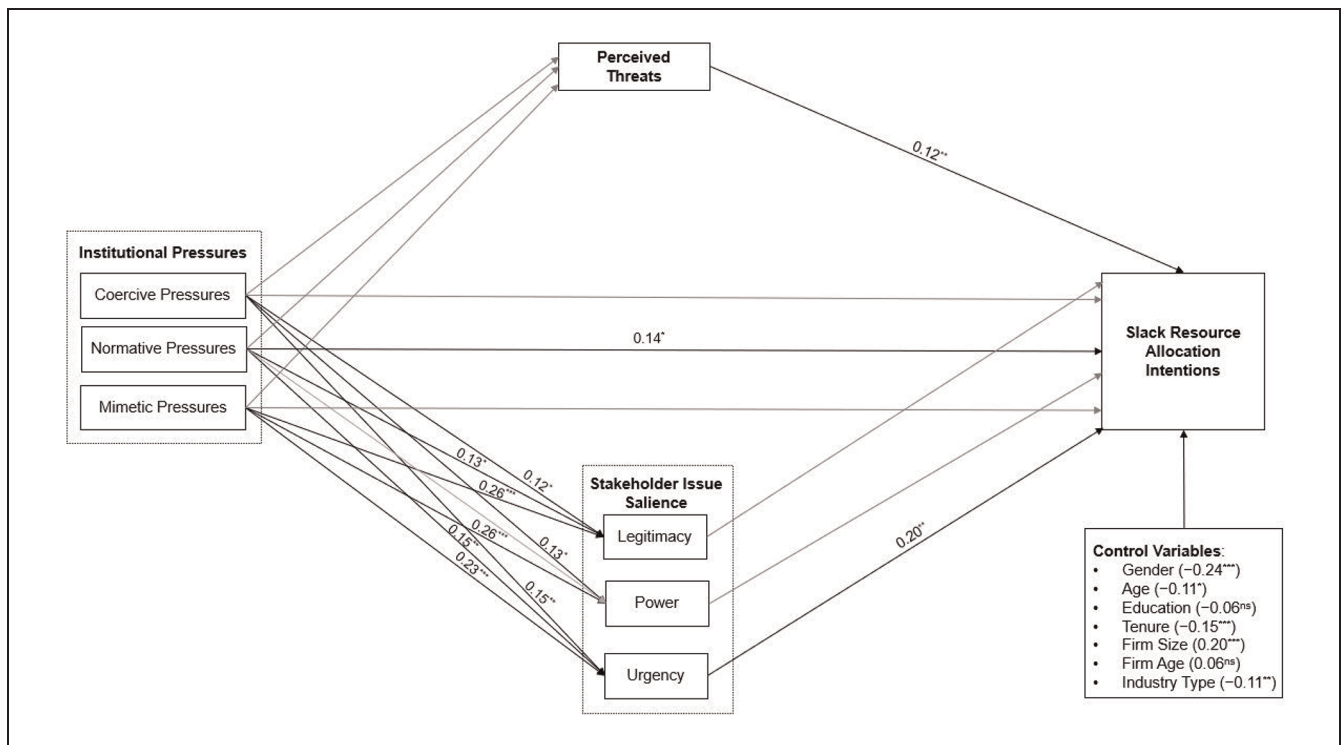 Perceived
Threats
0.12**
Institutional Pressures
Coercive Pressures
Normative Pressures
Mimetic Pressures
0.14*
Slack Resource
Allocation
Intentions
0.13*
0.12*
0.26***
0.26***
0.13*
0.15**
0.23***
0.15**
Stakeholder Issue
Salience
Legitimacy
Power
Urgency
0.20**
Control Variables:
• Gender (−0.24***)
• Age (−0.11*)
• Education (−0.06ns)
• Tenure (−0.15***)
• Firm Size (0.20***)
• Firm Age (0.06ns)
• Industry Type (−0.11**)